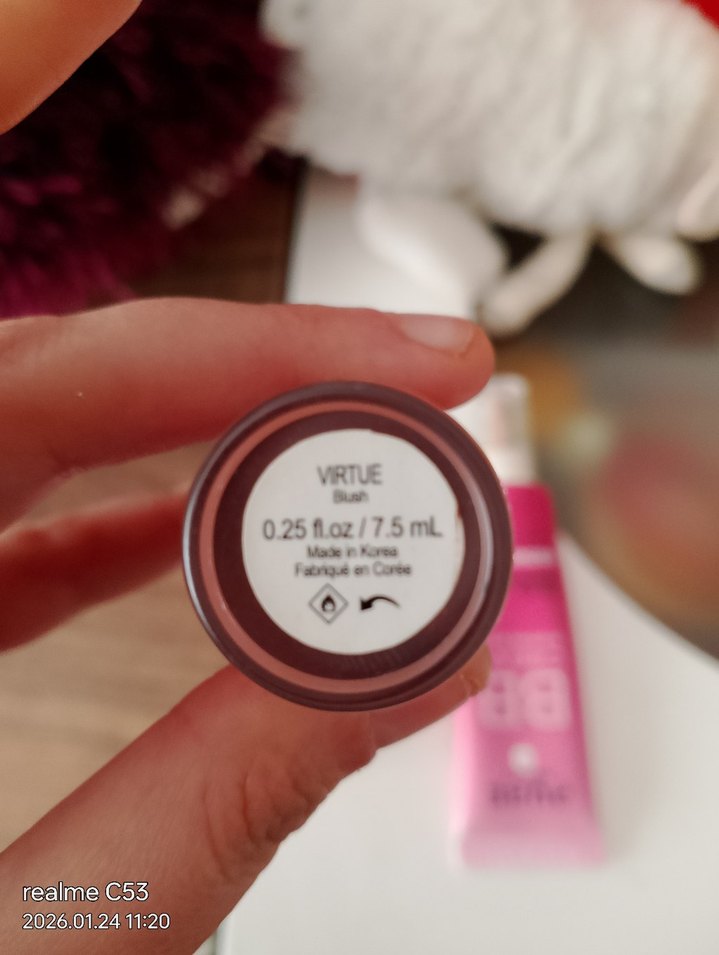 VIRTUE
Blush
0.25 fl.oz / 7.5 mL
Made in Korea
Fabriqué en Corée
BB
realme C53
2026.01.24 11:20